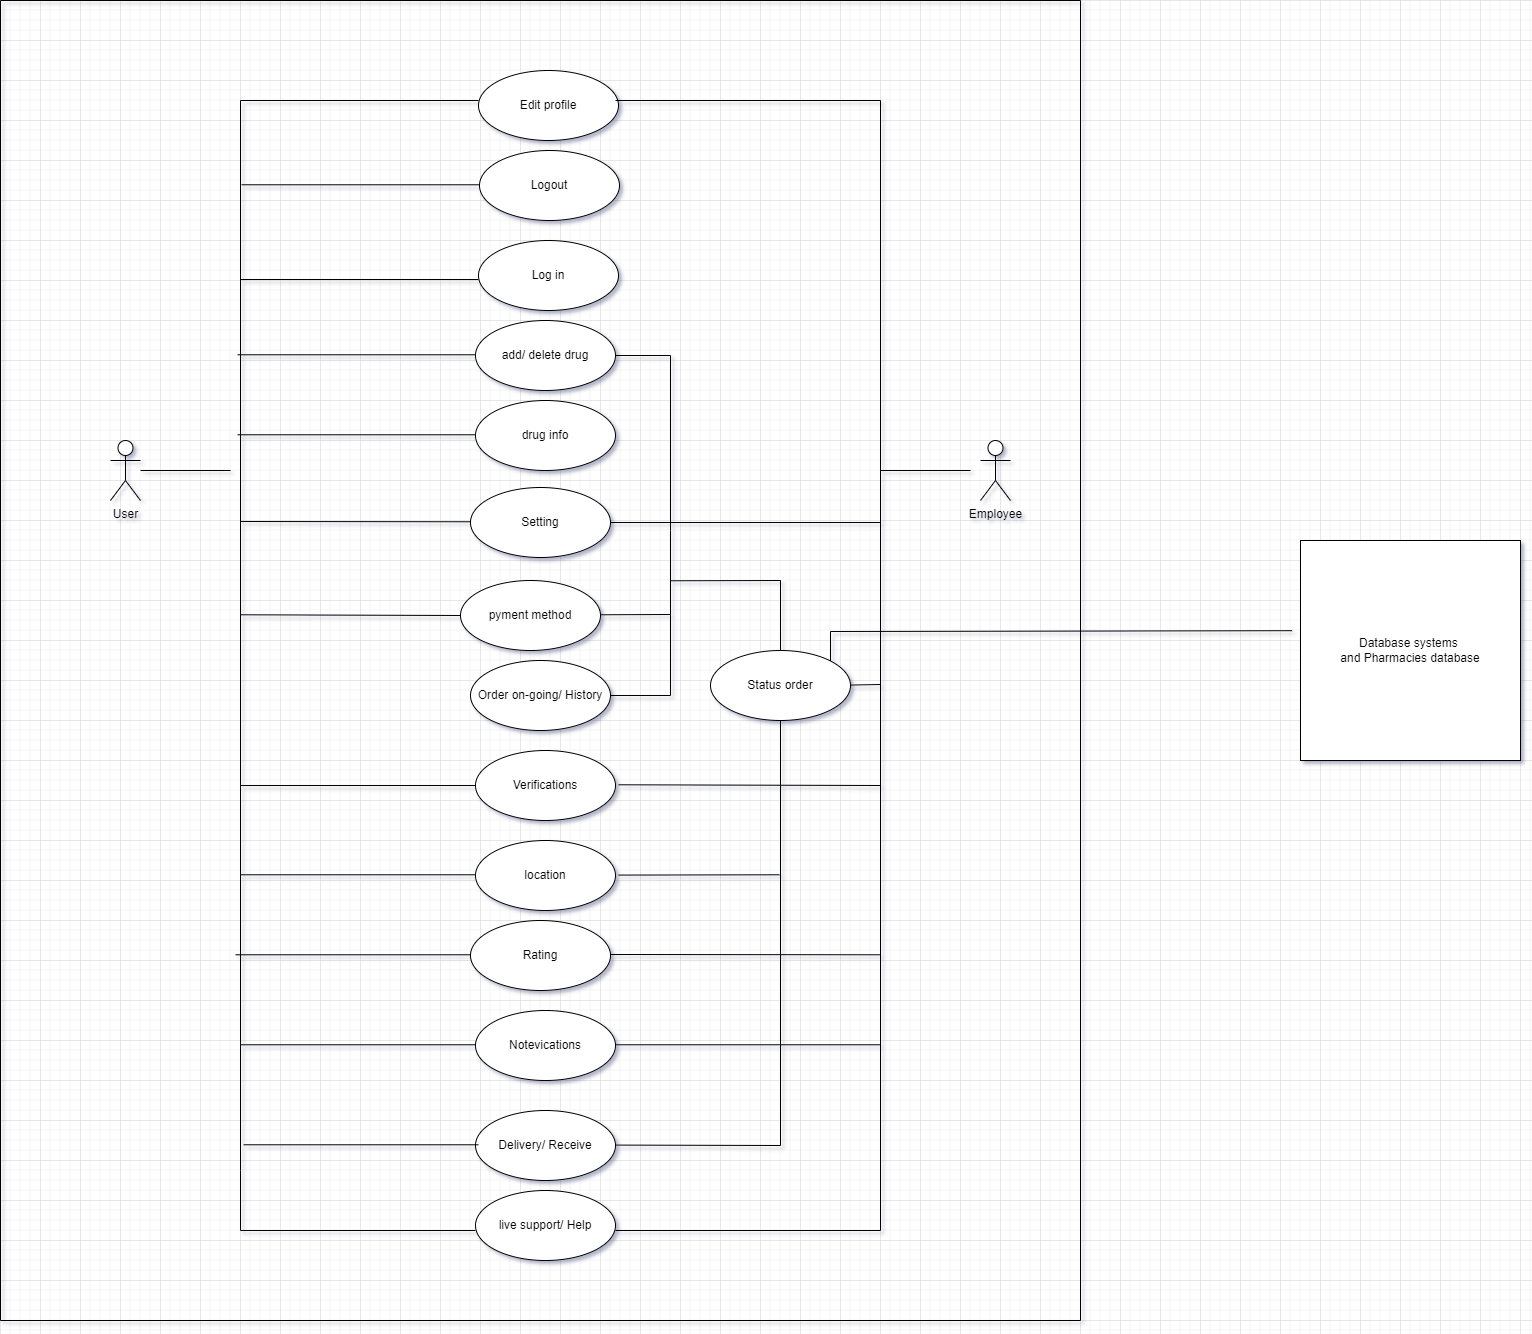 Edit profile
Logout
Log in
add/ delete drug
drug info
User
Employee
Setting
pyment method
Database systems
and Pharmacies database
Order on-going/ History
Status order
Verifications
location
Rating
Notevications
Delivery/ Receive
live support/ Help